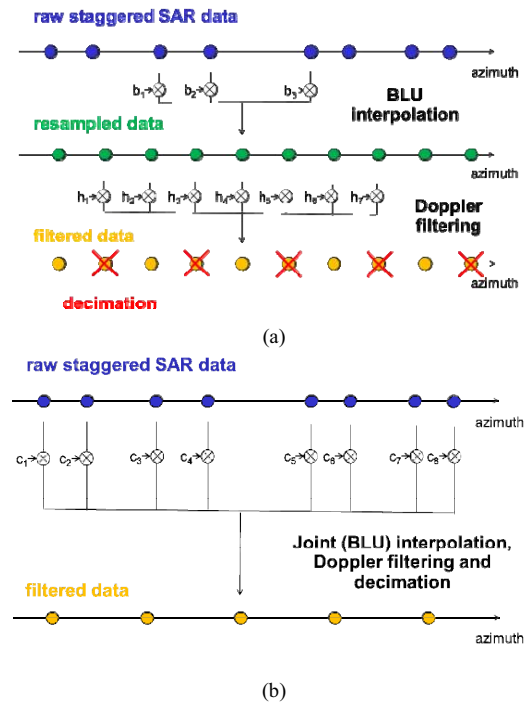 raw staggered SAR data
azimuth
b₁ b₂ b₃
BLU
interpolation
resampled data
azimuth
h₁ h₂ h₃ h₄ h₅ h₆ h₇
Doppler
filtering
filtered data
azimuth
decimation
(a)
raw staggered SAR data
azimuth
c₁ c₂ c₃ c₄ c₅ c₆ c₇ c₈
Joint (BLU) interpolation,
Doppler filtering and
decimation
filtered data
azimuth
(b)